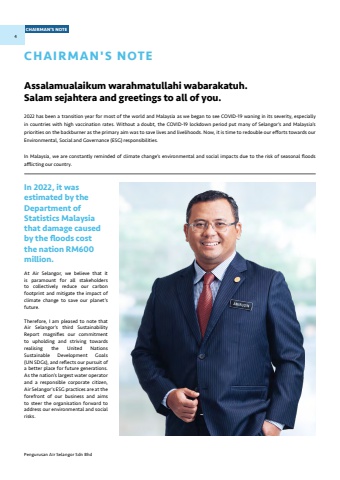 CHAIRMAN'S NOTE
4
CHAIRMAN'S NOTE
Assalamualaikum warahmatullahi wabarakatuh.
Salam sejahtera and greetings to all of you.
2022 has been a transition year for most of the world and Malaysia as we began to see COVID-19 waning in its severity, especially
in countries with high vaccination rates. Without a doubt, the COVID-19 lockdown period put many of Selangor's and Malaysia's
priorities on the backburner as the primary aim was to save lives and livelihoods. Now, it is time to redouble our efforts towards our
Environmental, Social and Governance (ESG) responsibilities.
In Malaysia, we are constantly reminded of climate change's environmental and social impacts due to the risk of seasonal floods
afflicting our country.
In 2022, it was
estimated by the
Department of
Statistics Malaysia
that damage caused
by the floods cost
the nation RM600
million.
At Air Selangor, we believe that it
is paramount for all stakeholders
to collectively reduce our carbon
footprint and mitigate the impact of
climate change to save our planet's
future.
Therefore, I am pleased to note that
Air Selangor's third Sustainability
Report magnifies our commitment
to upholding and striving towards
realising the United Nations
Sustainable Development Goals
(UN SDGs), and reflects our pursuit of
a better place for future generations.
As the nation's largest water operator
and a responsible corporate citizen,
Air Selangor's ESG practices are at the
forefront of our business and aims
to steer the organisation forward to
address our environmental and social
risks.
AMIRUDIN
Pengurusan Air Selangor Sdn Bhd